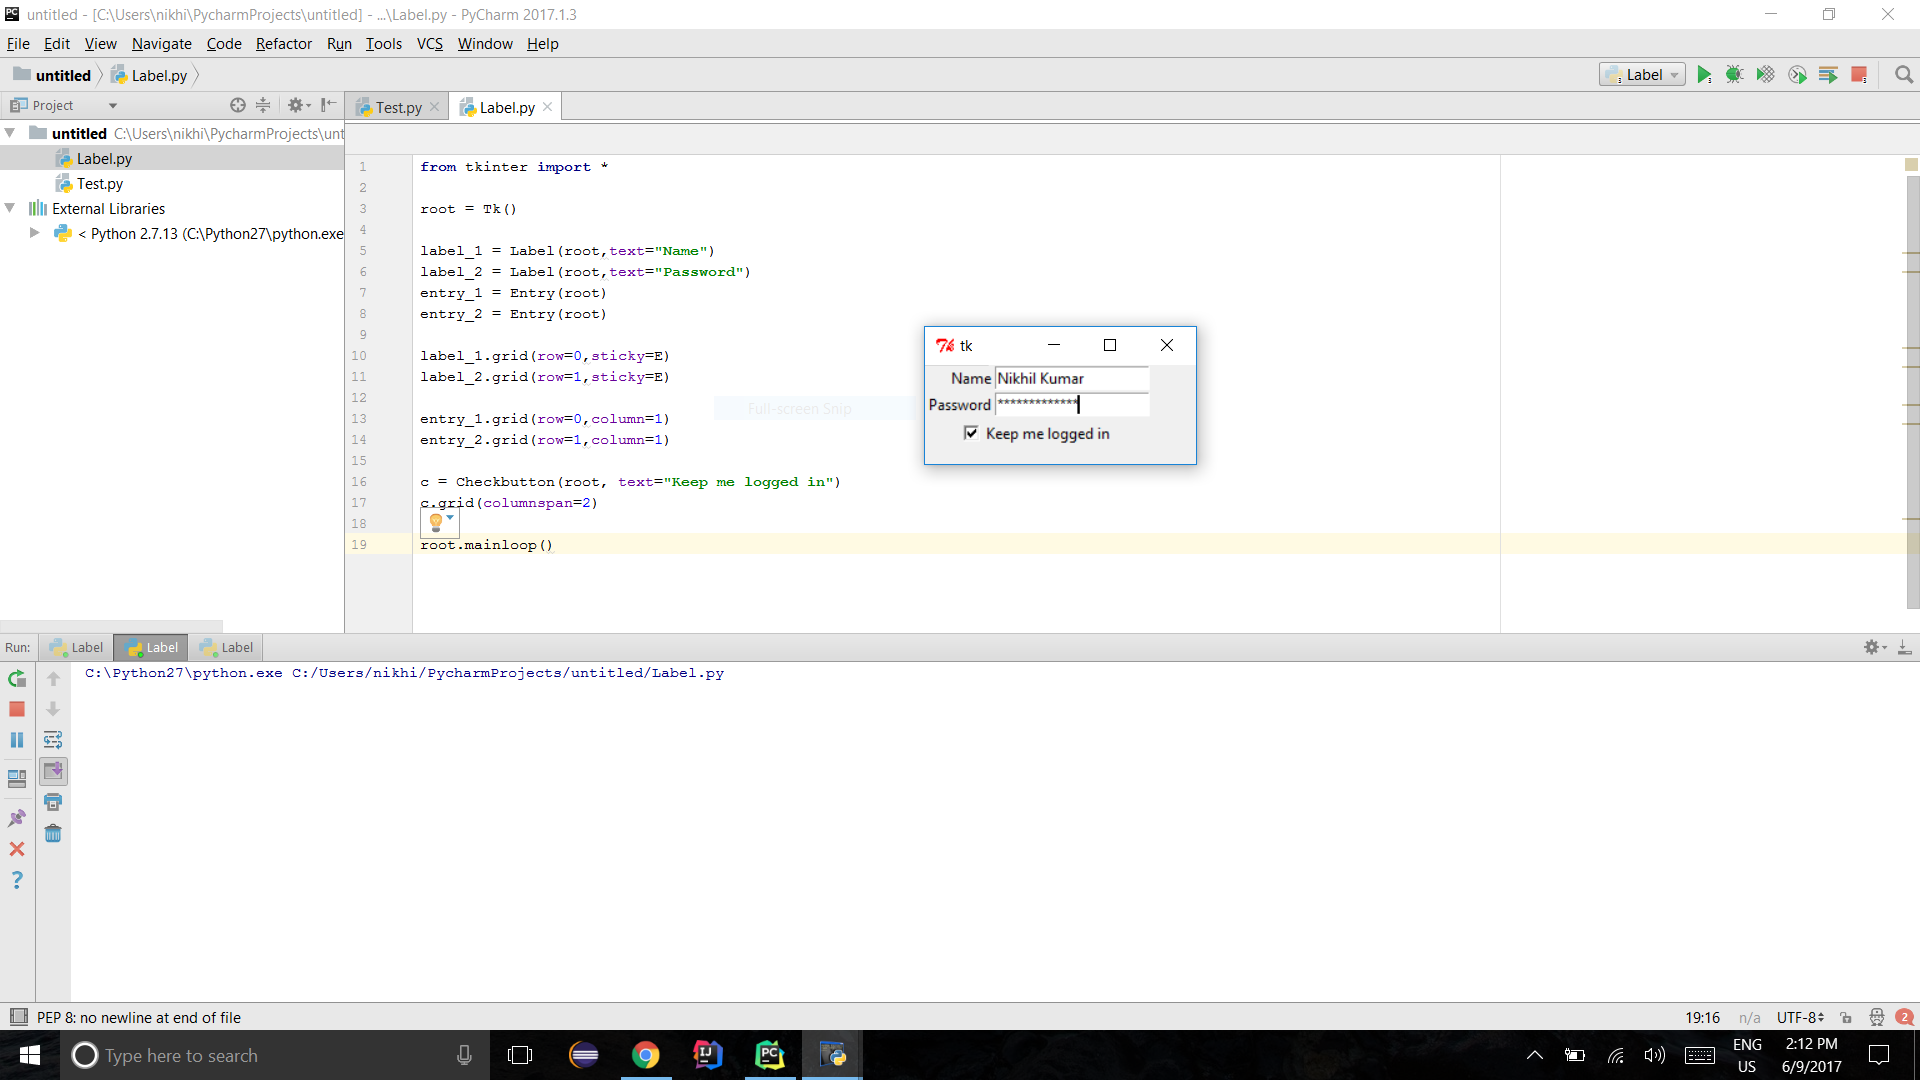 untitled - [C:\Users\nikhi\PycharmProjects\untitled] - ...\Label.py - PyCharm 2017.1.3
File Edit View Navigate Code Refactor Run Tools VCS Window Help
untitled Label.py
Label
Project
Test.py Label.py
untitled C:\Users\nikhi\PycharmProjects\unt
Label.py
Test.py
External Libraries
< Python 2.7.13 (C:\Python27\python.exe
1 from tkinter import *
2
3 root = Tk()
4
5 label_1 = Label(root,text="Name")
6 label_2 = Label(root,text="Password")
7 entry_1 = Entry(root)
8 entry_2 = Entry(root)
9
10 label_1.grid(row=0,sticky=E)
11 label_2.grid(row=1,sticky=E)
12
13 entry_1.grid(row=0,column=1)
14 entry_2.grid(row=1,column=1)
15
16 c = Checkbutton(root, text="Keep me logged in")
17 c.grid(columnspan=2)
18
19 root.mainloop()
Full-screen Snip
tk
Name Nikhil Kumar
Password *************
Keep me logged in
Run: Label Label Label
C:\Python27\python.exe C:/Users/nikhi/PycharmProjects/untitled/Label.py
PEP 8: no newline at end of file
19:16 n/a UTF-8 2
Type here to search
ENG
US
2:12 PM
6/9/2017